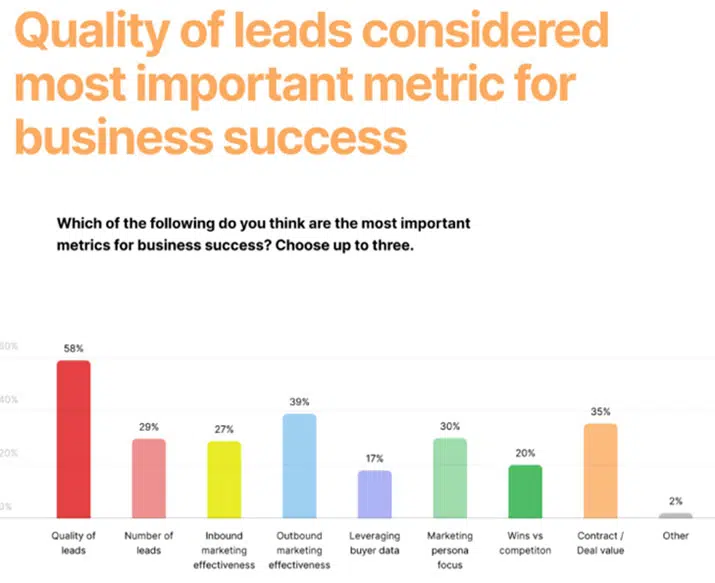 Quality of leads considered
most important metric for
business success
Which of the following do you think are the most important
metrics for business success? Choose up to three.
60%
58%
40%
39%
35%
29%
27%
30%
20%
17%
20%
2%
0%
Quality of
leads
Number of
leads
Inbound
marketing
effectiveness
Outbound
marketing
effectiveness
Leveraging
buyer data
Marketing
persona
focus
Wins vs
competiton
Contract /
Deal value
Other